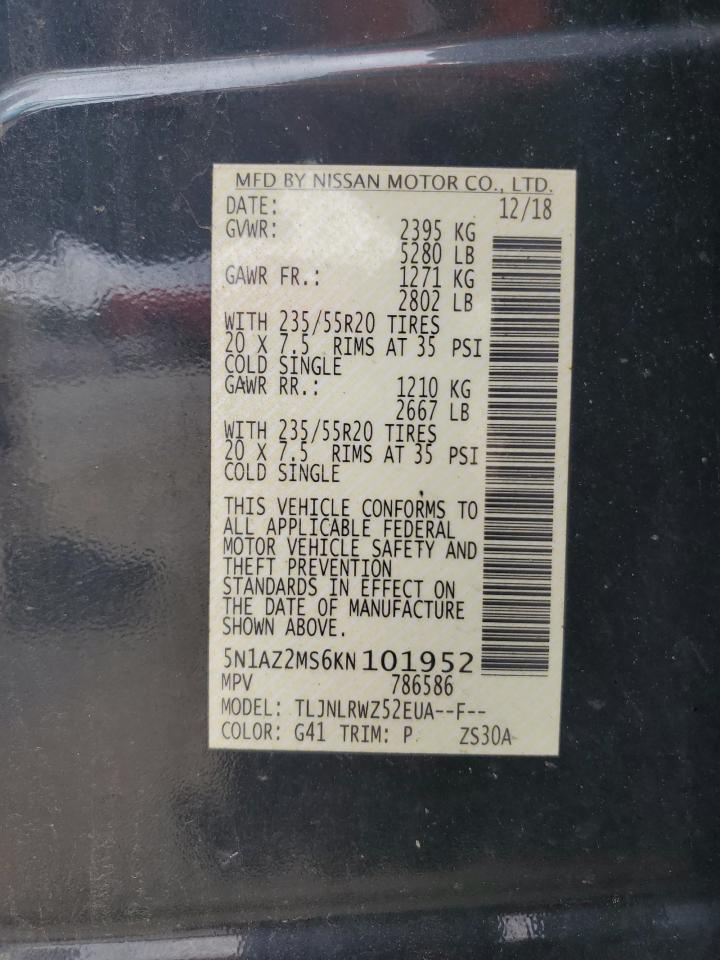 MFD BY NISSAN MOTOR CO., LTD.
DATE: 12/18
GVWR: 2395 KG
5280 LB
GAWR FR.: 1271 KG
2802 LB
WITH 235/55R20 TIRES
20 X 7.5 RIMS AT 35 PSI
COLD SINGLE
GAWR RR.: 1210 KG
2667 LB
WITH 235/55R20 TIRES
20 X 7.5 RIMS AT 35 PSI
COLD SINGLE
THIS VEHICLE CONFORMS TO
ALL APPLICABLE FEDERAL
MOTOR VEHICLE SAFETY AND
THEFT PREVENTION
STANDARDS IN EFFECT ON
THE DATE OF MANUFACTURE
SHOWN ABOVE.
5N1AZ2MS6KN101952
MPV 786586
MODEL: TLJNLRWZ52EUA--F--
COLOR: G41 TRIM: P ZS30A